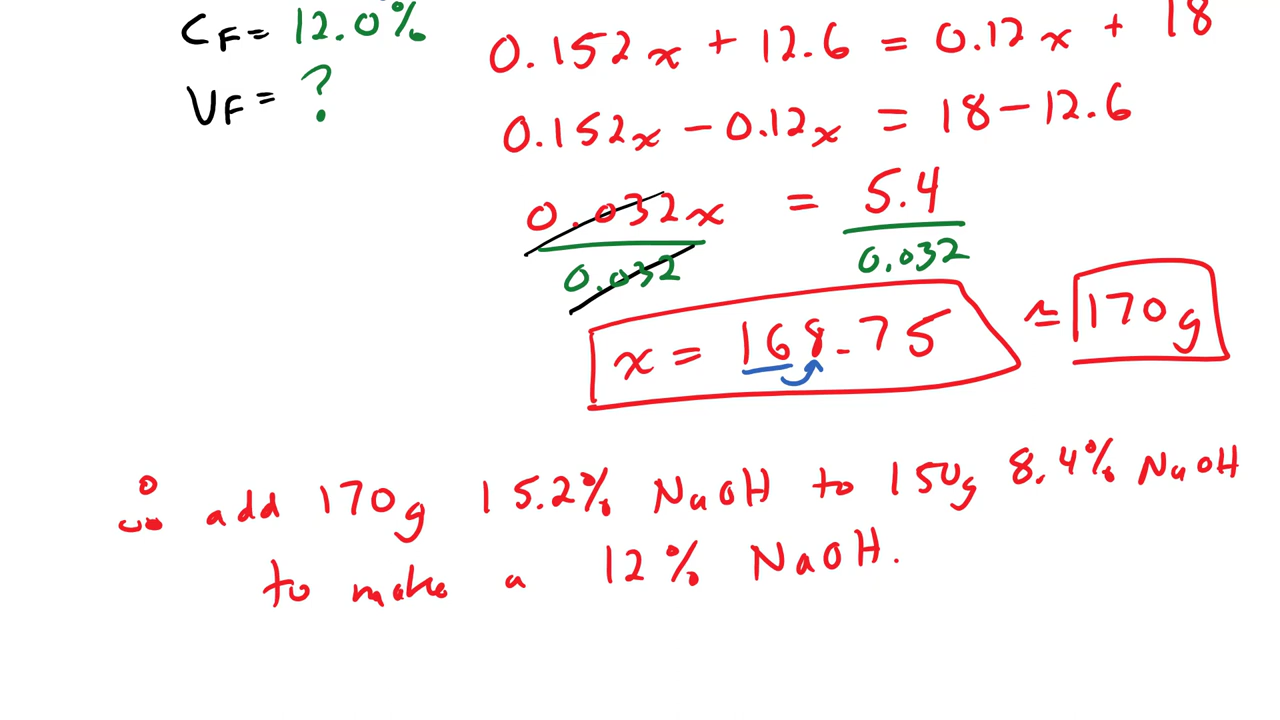 CF = 12.0%
VF = ?
0.152x + 12.6 = 0.12x + 18
0.152x - 0.12x = 18 - 12.6
0.032x = 5.4
0.032 0.032
x = 168.75 ≃ 170g
∴ add 170g 15.2% NaOH to 150g 8.4% NaOH
to make a 12% NaOH.